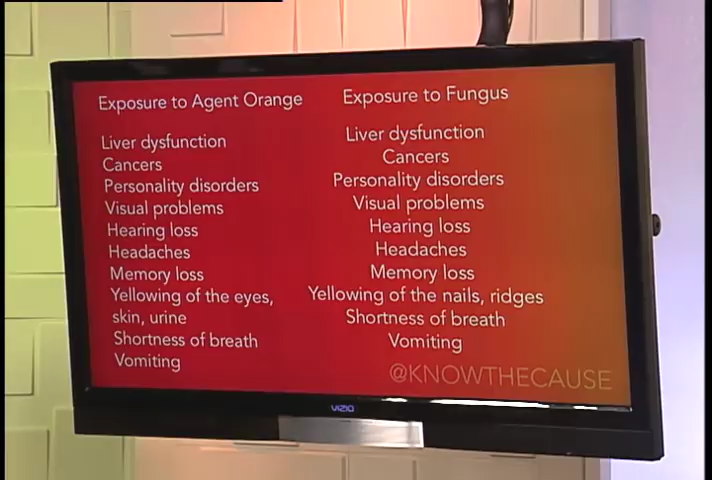 Exposure to Agent Orange
Liver dysfunction
Cancers
Personality disorders
Visual problems
Hearing loss
Headaches
Memory loss
Yellowing of the eyes,
skin, urine
Shortness of breath
Vomiting
Exposure to Fungus
Liver dysfunction
Cancers
Personality disorders
Visual problems
Hearing loss
Headaches
Memory loss
Yellowing of the nails, ridges
Shortness of breath
Vomiting
@KNOWTHECAUSE
VIZIO